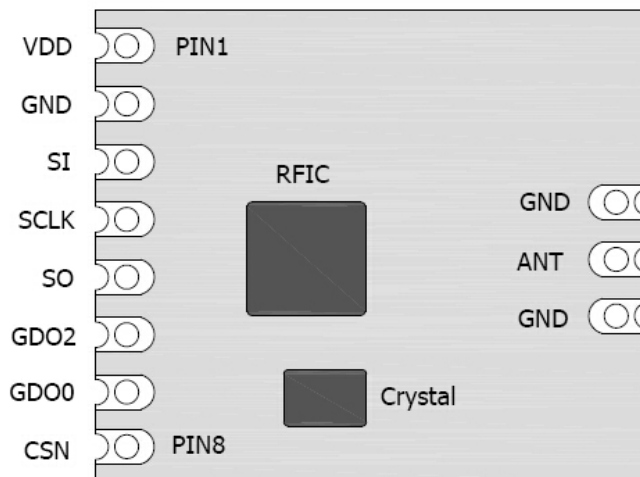 VDD PIN1
GND
SI
RFIC
SCLK
GND
SO
ANT
GDO2
GND
GDO0
Crystal
CSN PIN8